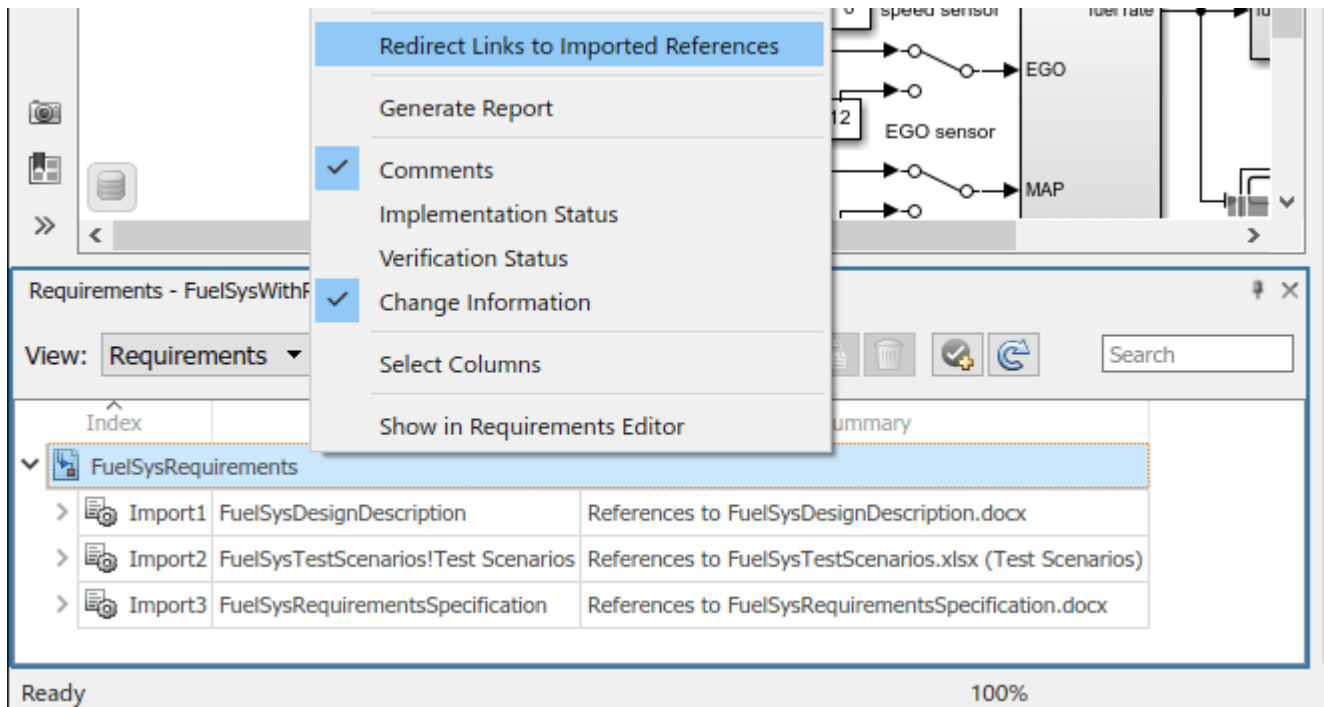 speed sensor
fuel rate
Redirect Links to Imported References
EGO
Generate Report
12
EGO sensor
Comments
MAP
Implementation Status
Verification Status
Requirements - FuelSysWith
Change Information
View: Requirements
Search
Select Columns
Index
ummary
Show in Requirements Editor
FuelSysRequirements
Import1 FuelSysDesignDescription References to FuelSysDesignDescription.docx
Import2 FuelSysTestScenarios!Test Scenarios References to FuelSysTestScenarios.xlsx (Test Scenarios)
Import3 FuelSysRequirementsSpecification References to FuelSysRequirementsSpecification.docx
Ready 100%